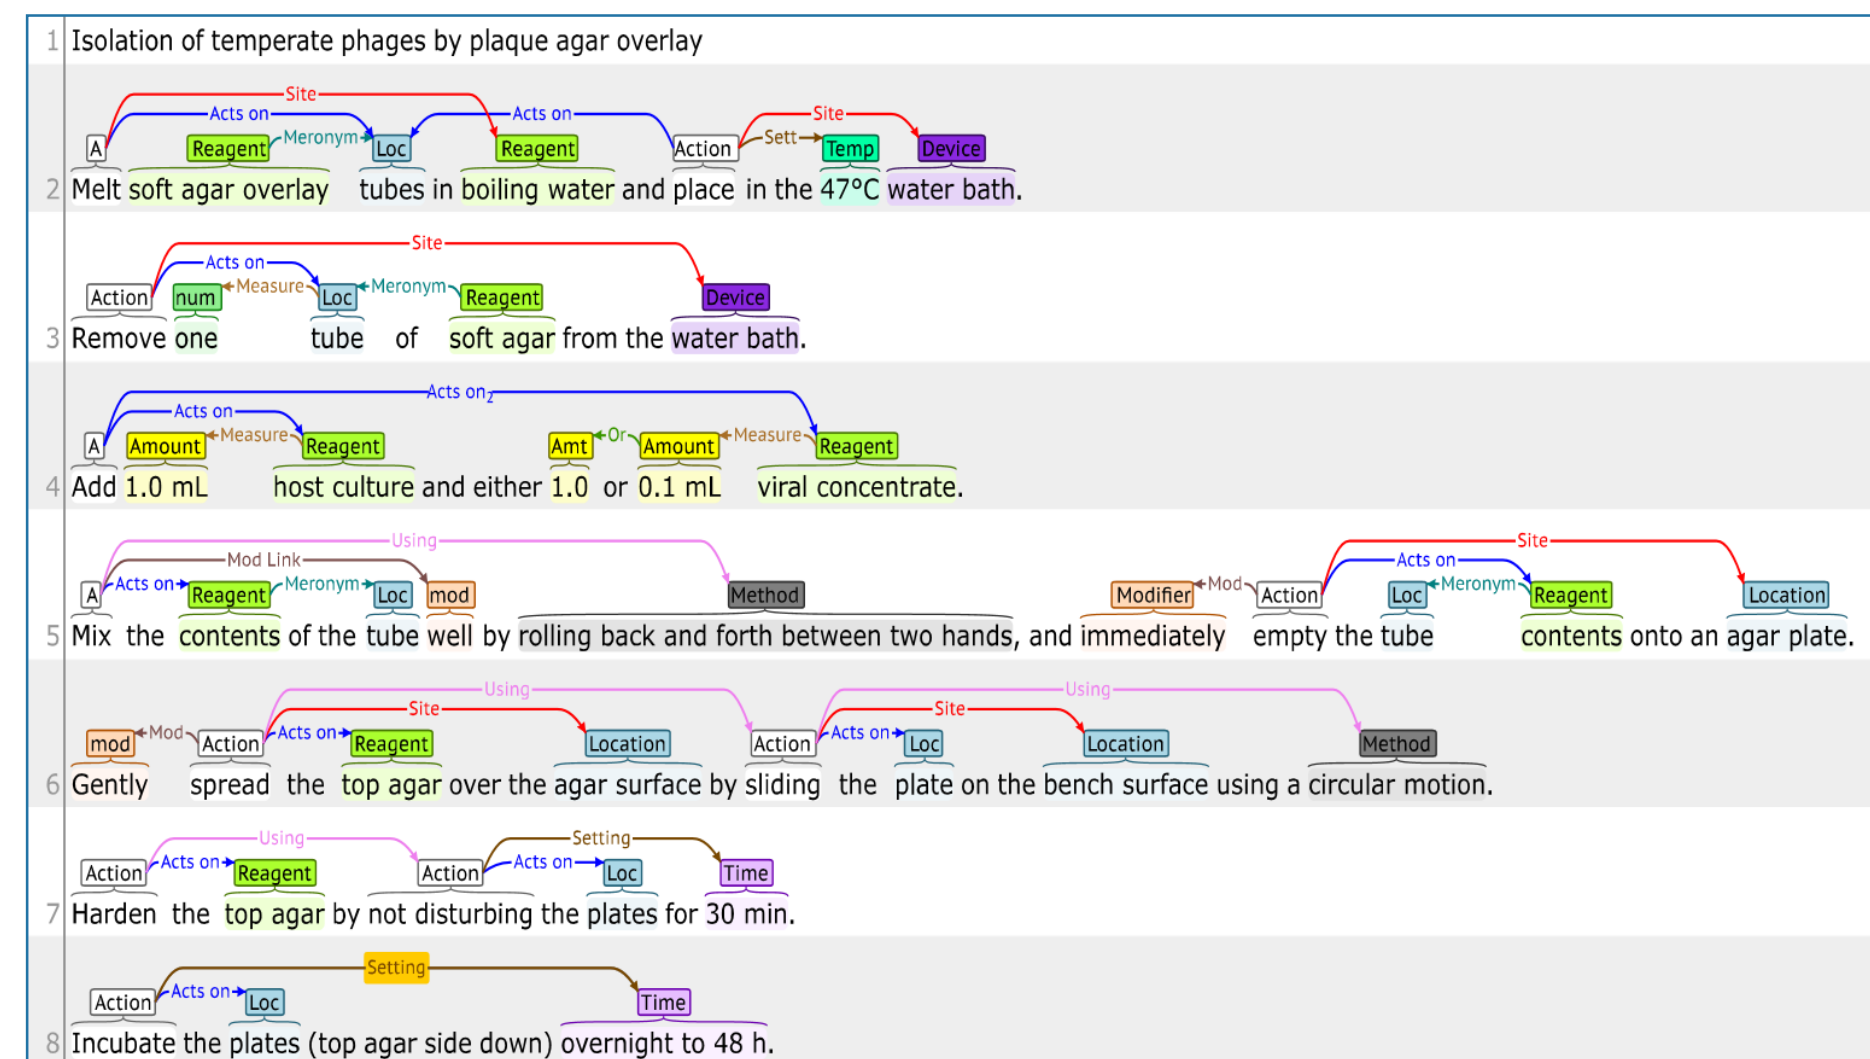 1 Isolation of temperate phages by plaque agar overlay
Site
Acts on Acts on Site
A Reagent Meronym Loc Reagent Action Sett Temp Device
2 Melt soft agar overlay tubes in boiling water and place in the 47°C water bath.
Site
Acts on
Action num Measure Loc Meronym Reagent Device
3 Remove one tube of soft agar from the water bath.
Acts on2
Acts on
A Amount Measure Reagent Amt Or Amount Measure Reagent
4 Add 1.0 mL host culture and either 1.0 or 0.1 mL viral concentrate.
Using Site
Mod Link Acts on
A Acts on Reagent Meronym Loc mod Method Modifier Mod Action Loc Meronym Reagent Location
5 Mix the contents of the tube well by rolling back and forth between two hands, and immediately empty the tube contents onto an agar plate.
Using Using
Site Site
mod Mod Action Acts on Reagent Location Action Acts on Loc Location Method
6 Gently spread the top agar over the agar surface by sliding the plate on the bench surface using a circular motion.
Using Setting
Action Acts on Reagent Action Acts on Loc Time
7 Harden the top agar by not disturbing the plates for 30 min.
Setting
Action Acts on Loc Time
8 Incubate the plates (top agar side down) overnight to 48 h.